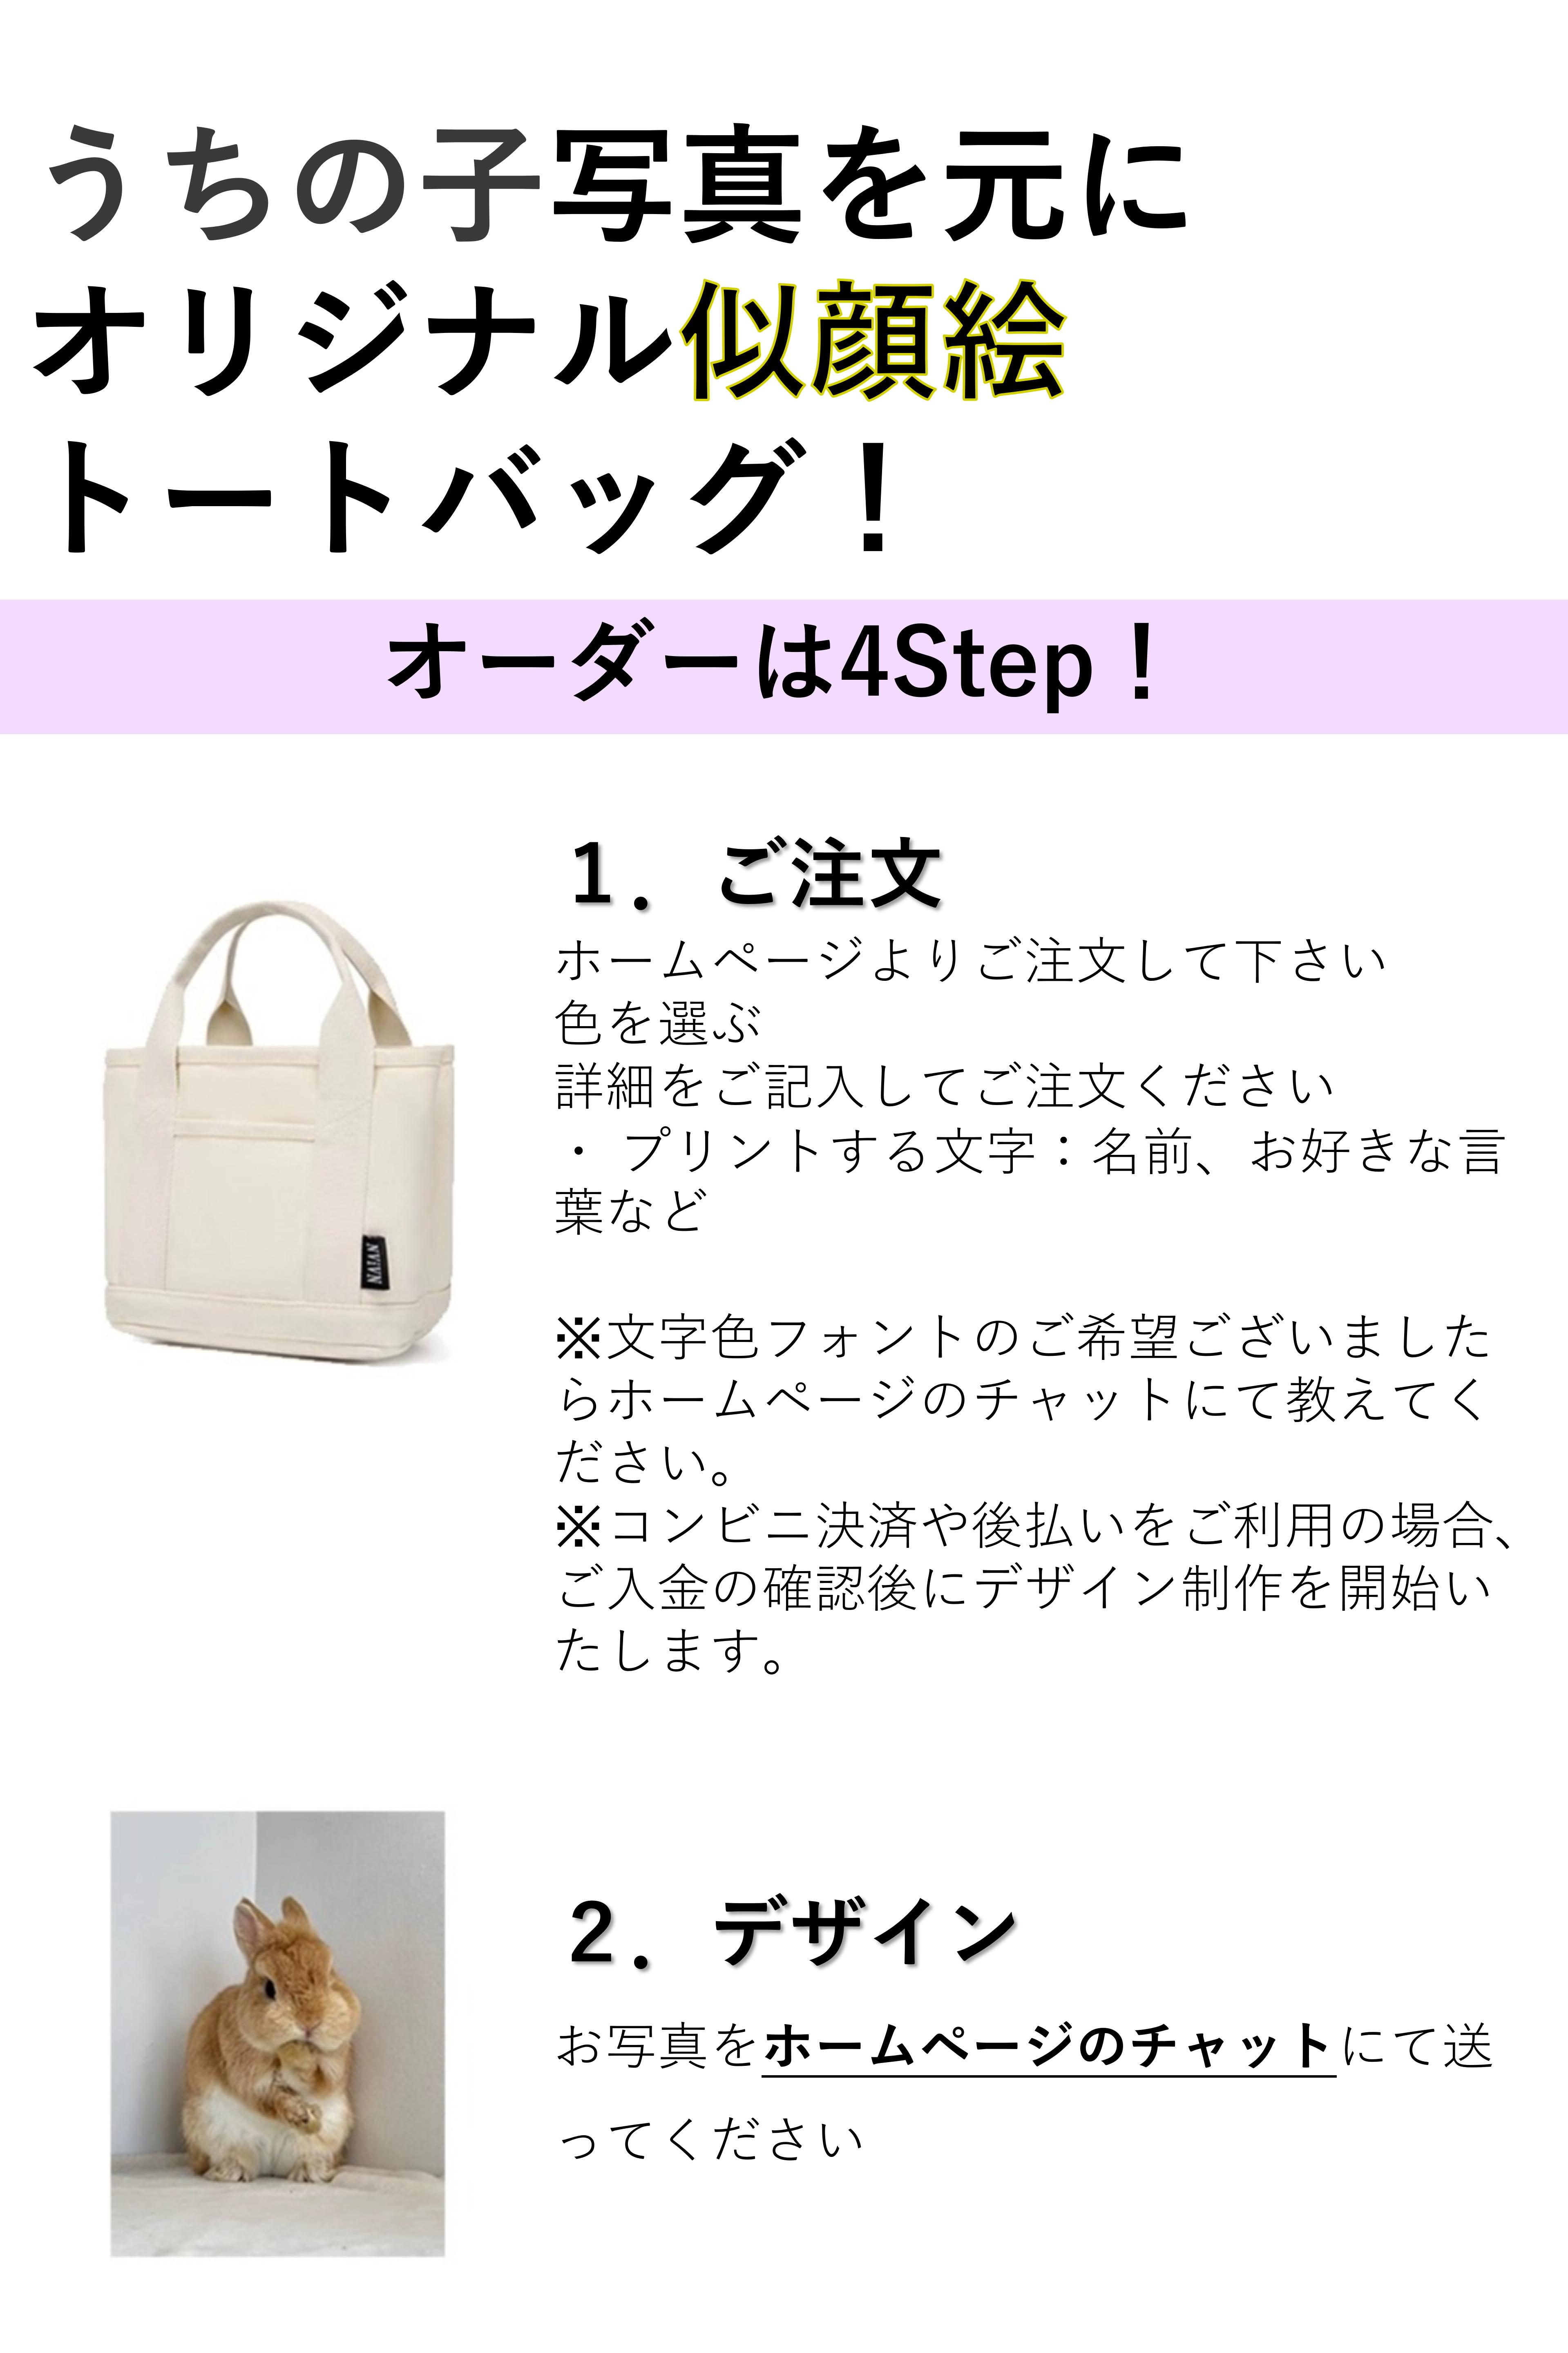 うちの子写真を元に
オリジナル似顔絵
トートバッグ！
オーダーは4Step！
１．ご注文
ホームページよりご注文して下さい
色を選ぶ
詳細をご記入してご注文ください
・ プリントする文字：名前、お好きな言
葉など
NAIAN
※文字色フォントのご希望ございました
らホームページのチャットにて教えてく
ださい。
※コンビニ決済や後払いをご利用の場合、
ご入金の確認後にデザイン制作を開始い
たします。
２．デザイン
お写真をホームページのチャットにて送
ってください